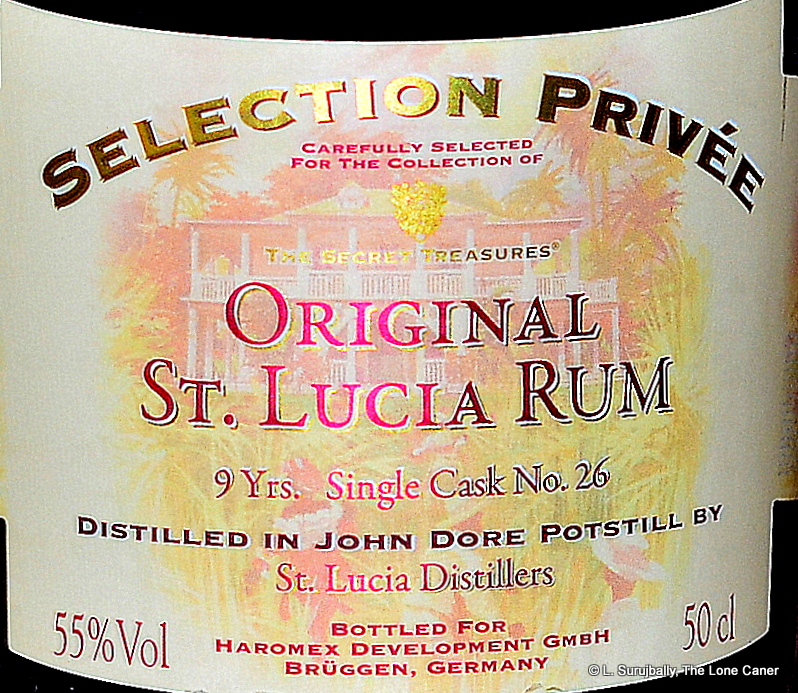 SELECTION PRIVÉE
CAREFULLY SELECTED
FOR THE COLLECTION OF
THE SECRET TREASURES®
ORIGINAL
ST. LUCIA RUM
9 Yrs. Single Cask No. 26
DISTILLED IN JOHN DORE POTSTILL BY
St. Lucia Distillers
55%Vol
BOTTLED FOR
HAROMEX DEVELOPMENT GMBH
BRÜGGEN, GERMANY
50 cl
© L. Surujbally, The Lone Caner